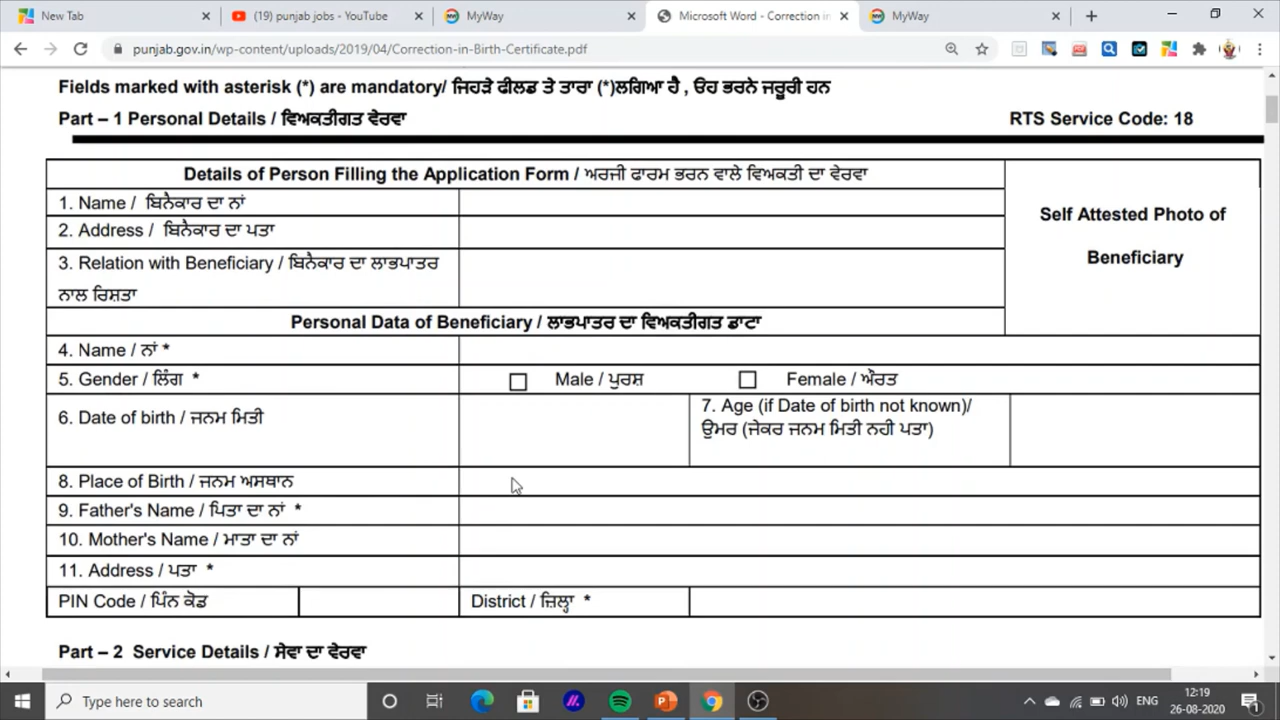 New Tab
(19) punjab jobs - YouTube
MyWay
Microsoft Word - Correction in
MyWay
punjab.gov.in/wp-content/uploads/2019/04/Correction-in-Birth-Certificate.pdf
Fields marked with asterisk (*) are mandatory/ ਜਿਹੜੇ ਫੀਲਡ ਤੇ ਤਾਰਾ (*)ਲਗਿਆ ਹੈ , ਓਹ ਭਰਨੇ ਜਰੂਰੀ ਹਨ
Part – 1 Personal Details / ਵਿਅਕਤੀਗਤ ਵੇਰਵਾ RTS Service Code: 18
Details of Person Filling the Application Form / ਅਰਜੀ ਫਾਰਮ ਭਰਨ ਵਾਲੇ ਵਿਅਕਤੀ ਦਾ ਵੇਰਵਾ
Self Attested Photo of
Beneficiary
1. Name / ਬਿਨੈਕਾਰ ਦਾ ਨਾਂ
2. Address / ਬਿਨੈਕਾਰ ਦਾ ਪਤਾ
3. Relation with Beneficiary / ਬਿਨੈਕਾਰ ਦਾ ਲਾਭਪਾਤਰ
ਨਾਲ ਰਿਸ਼ਤਾ
Personal Data of Beneficiary / ਲਾਭਪਾਤਰ ਦਾ ਵਿਅਕਤੀਗਤ ਡਾਟਾ
4. Name / ਨਾਂ *
5. Gender / ਲਿੰਗ * Male / ਪੁਰਸ਼ Female / ਔਰਤ
6. Date of birth / ਜਨਮ ਮਿਤੀ
7. Age (if Date of birth not known)/
ਉਮਰ (ਜੇਕਰ ਜਨਮ ਮਿਤੀ ਨਹੀ ਪਤਾ)
8. Place of Birth / ਜਨਮ ਅਸਥਾਨ
9. Father's Name / ਪਿਤਾ ਦਾ ਨਾਂ *
10. Mother's Name / ਮਾਤਾ ਦਾ ਨਾਂ
11. Address / ਪਤਾ *
PIN Code / ਪਿੰਨ ਕੋਡ District / ਜ਼ਿਲ੍ਹਾ *
Part – 2 Service Details / ਸੇਵਾ ਦਾ ਵੇਰਵਾ
Type here to search
ENG
12:19
26-08-2020